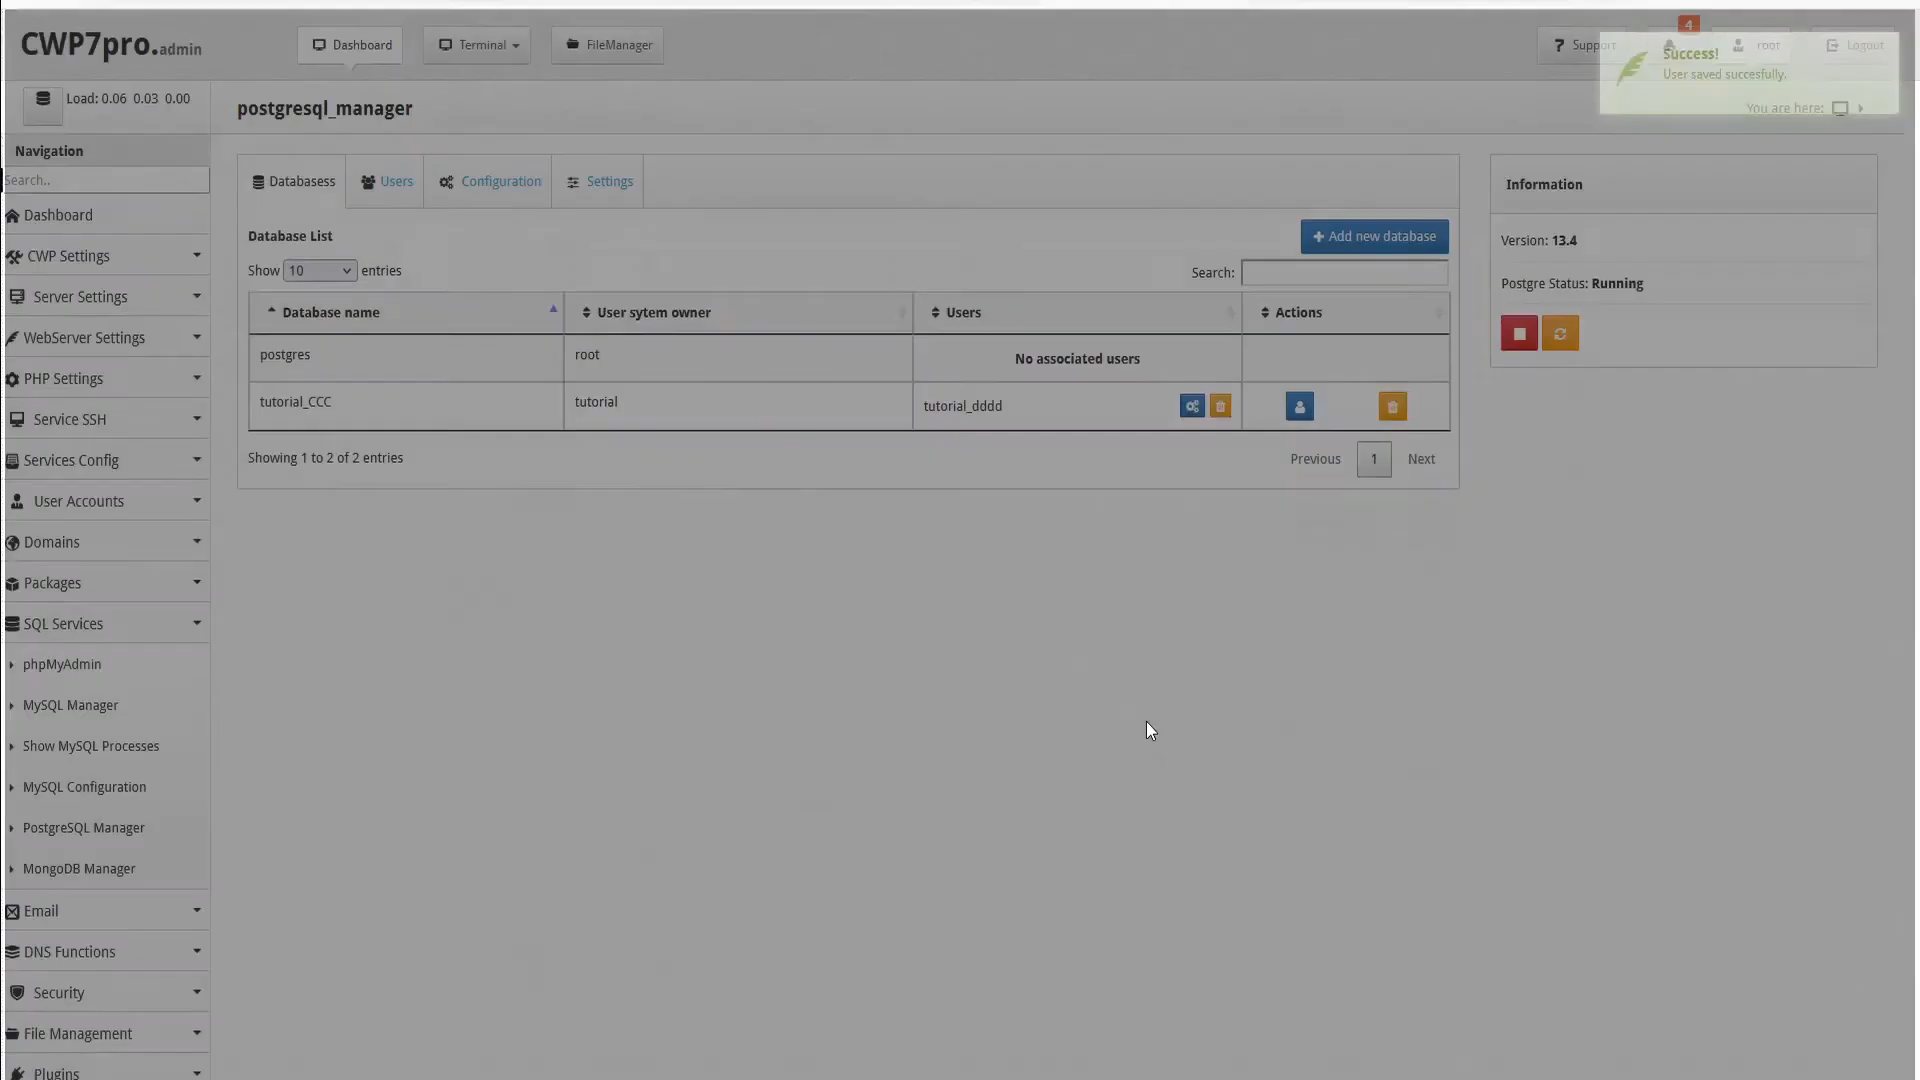 CWP7pro.admin
Dashboard
Terminal
FileManager
Support
4
root
Logout
Success!
User saved succesfully.
You are here:
Load: 0.06 0.03 0.00
postgresql_manager
Navigation
Search..
Dashboard
CWP Settings
Server Settings
WebServer Settings
PHP Settings
Service SSH
Services Config
User Accounts
Domains
Packages
SQL Services
phpMyAdmin
MySQL Manager
Show MySQL Processes
MySQL Configuration
PostgreSQL Manager
MongoDB Manager
Email
DNS Functions
Security
File Management
Plugins
Databasess
Users
Configuration
Settings
Database List
+ Add new database
Show 10 entries
Search:
Database name
User sytem owner
Users
Actions
postgres
root
No associated users
tutorial_CCC
tutorial
tutorial_dddd
Showing 1 to 2 of 2 entries
Previous
1
Next
Information
Version: 13.4
Postgre Status: Running